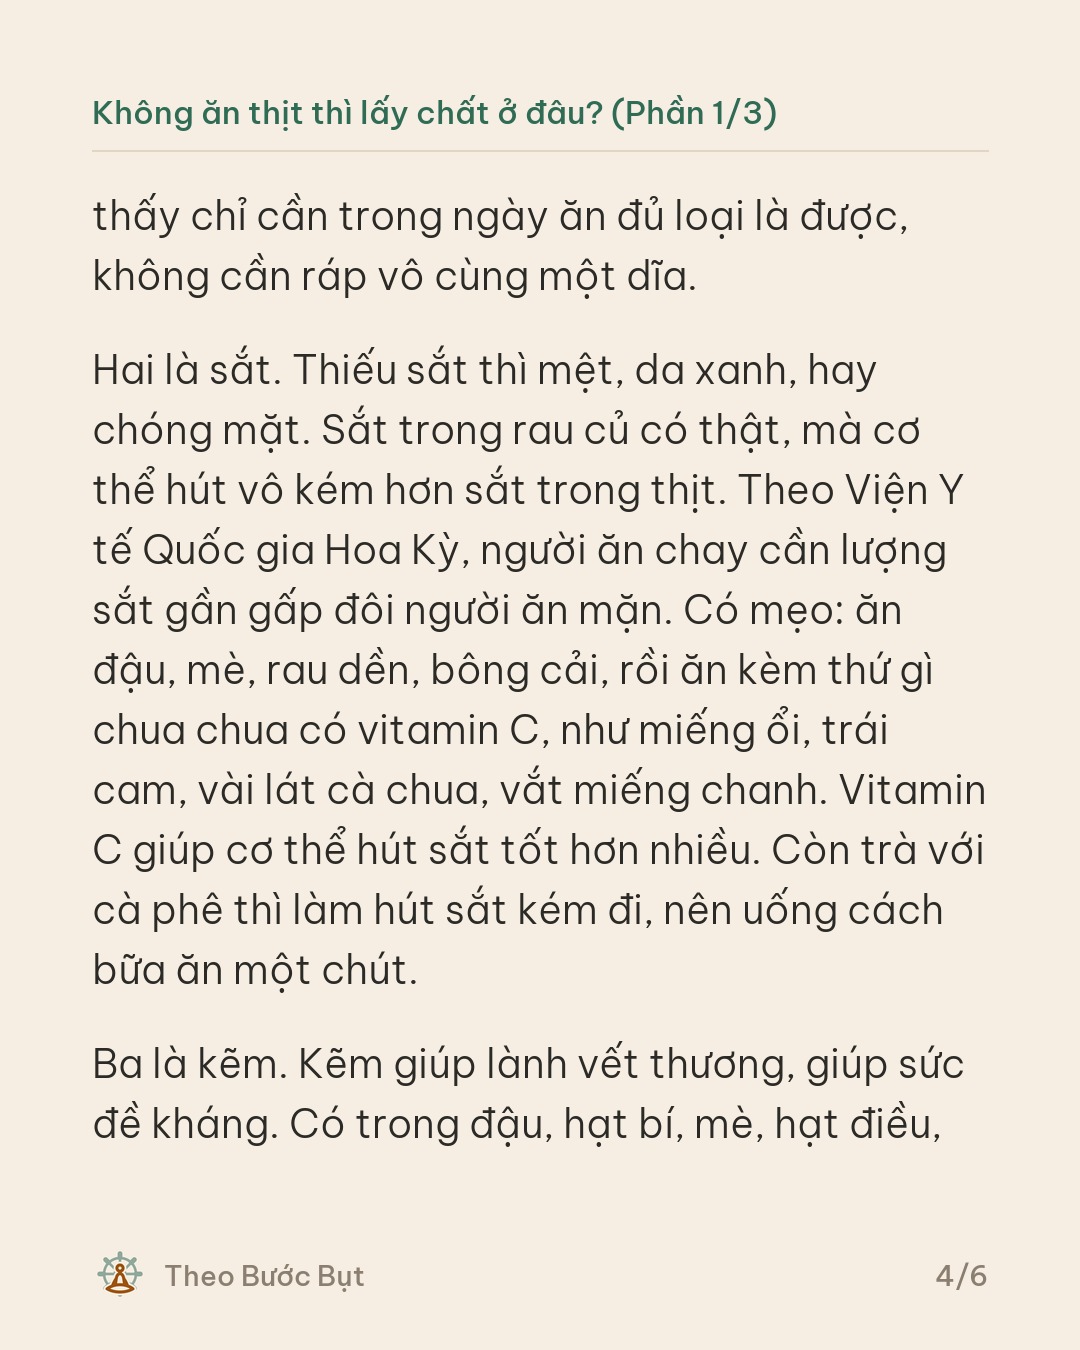 Không ăn thịt thì lấy chất ở đâu? (Phần 1/3)
thấy chỉ cần trong ngày ăn đủ loại là được,
không cần ráp vô cùng một dĩa.
Hai là sắt. Thiếu sắt thì mệt, da xanh, hay
chóng mặt. Sắt trong rau củ có thật, mà cơ
thể hút vô kém hơn sắt trong thịt. Theo Viện Y
tế Quốc gia Hoa Kỳ, người ăn chay cần lượng
sắt gần gấp đôi người ăn mặn. Có mẹo: ăn
đậu, mè, rau dền, bông cải, rồi ăn kèm thứ gì
chua chua có vitamin C, như miếng ổi, trái
cam, vài lát cà chua, vắt miếng chanh. Vitamin
C giúp cơ thể hút sắt tốt hơn nhiều. Còn trà với
cà phê thì làm hút sắt kém đi, nên uống cách
bữa ăn một chút.
Ba là kẽm. Kẽm giúp lành vết thương, giúp sức
đề kháng. Có trong đậu, hạt bí, mè, hạt điều,
Theo Bước Bụt
4/6